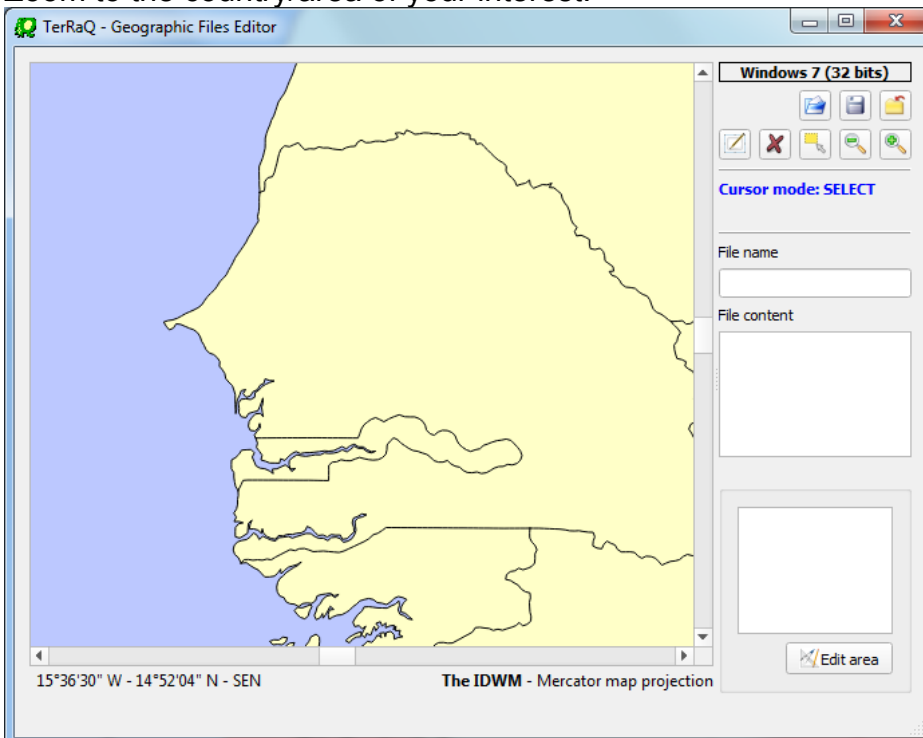 Zoom to the country/area of your interest.
TerRaQ - Geographic Files Editor
Windows 7 (32 bits)
Cursor mode: SELECT
File name
File content
Edit area
15°36'30" W - 14°52'04" N - SEN
The IDWM - Mercator map projection